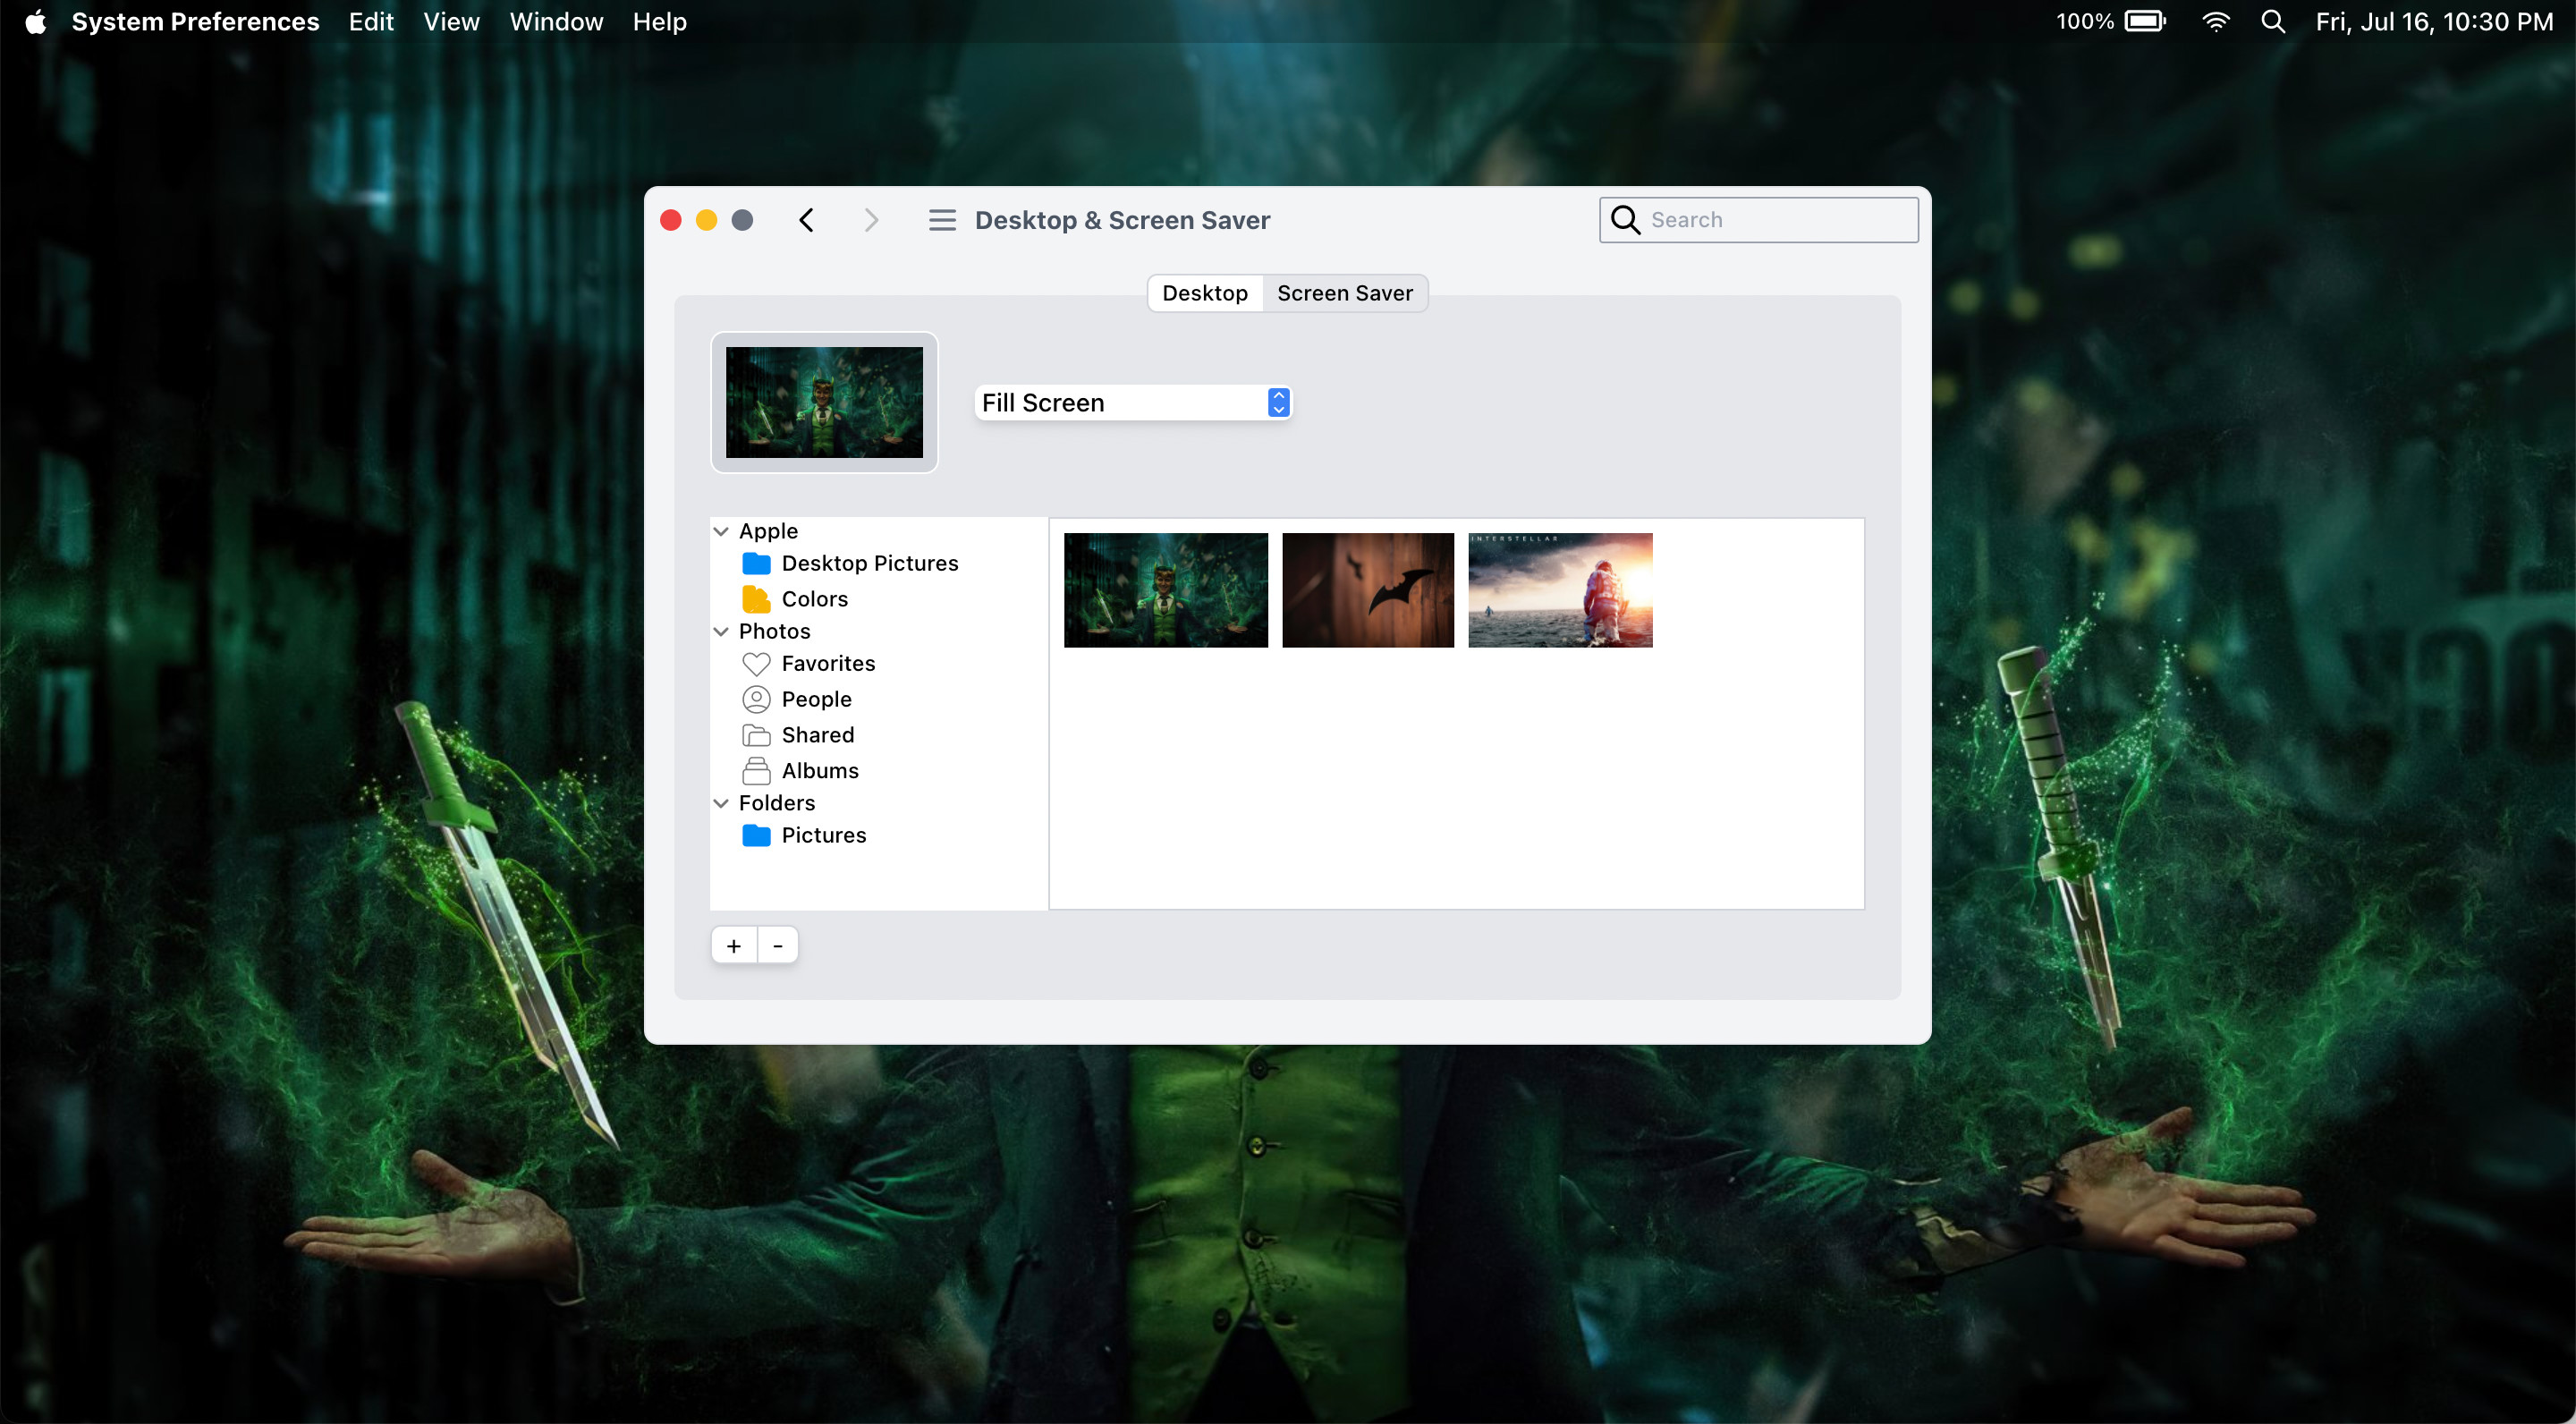 System Preferences Edit View Window Help 100% Fri, Jul 16, 10:30 PM
Desktop & Screen Saver Search
Desktop Screen Saver
Fill Screen
Apple
Desktop Pictures
Colors
Photos
Favorites
People
Shared
Albums
Folders
Pictures
INTERSTELLAR
+ -